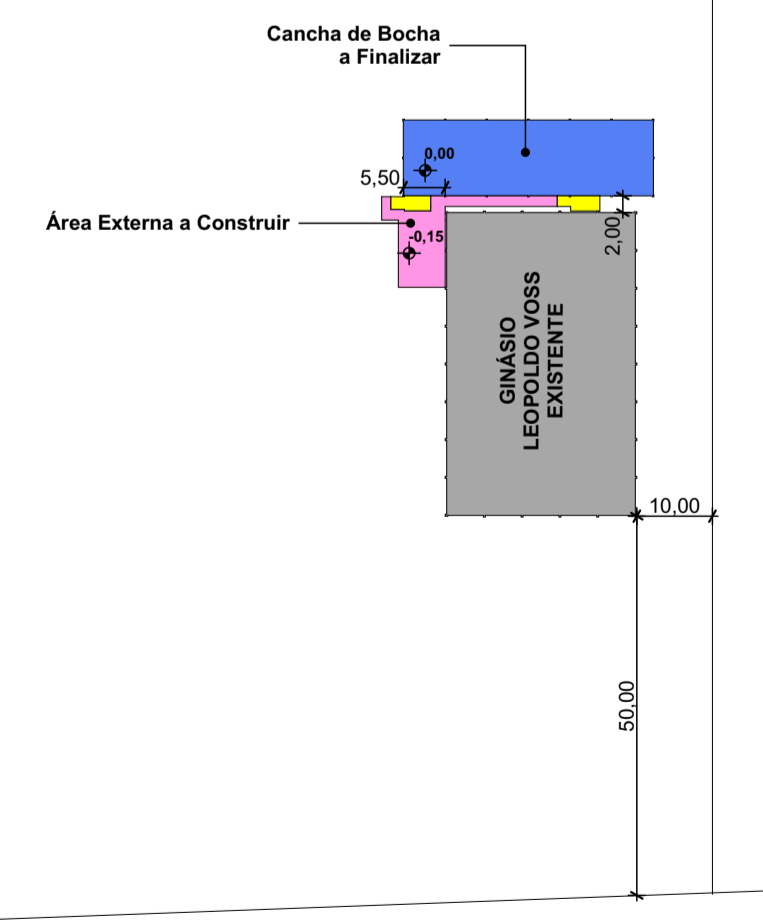 Cancha de Bocha
a Finalizar
0,00
5,50
Área Externa a Construir
-0,15
2,00
GINÁSIO
LEOPOLDO VOSS
EXISTENTE
10,00
50,00